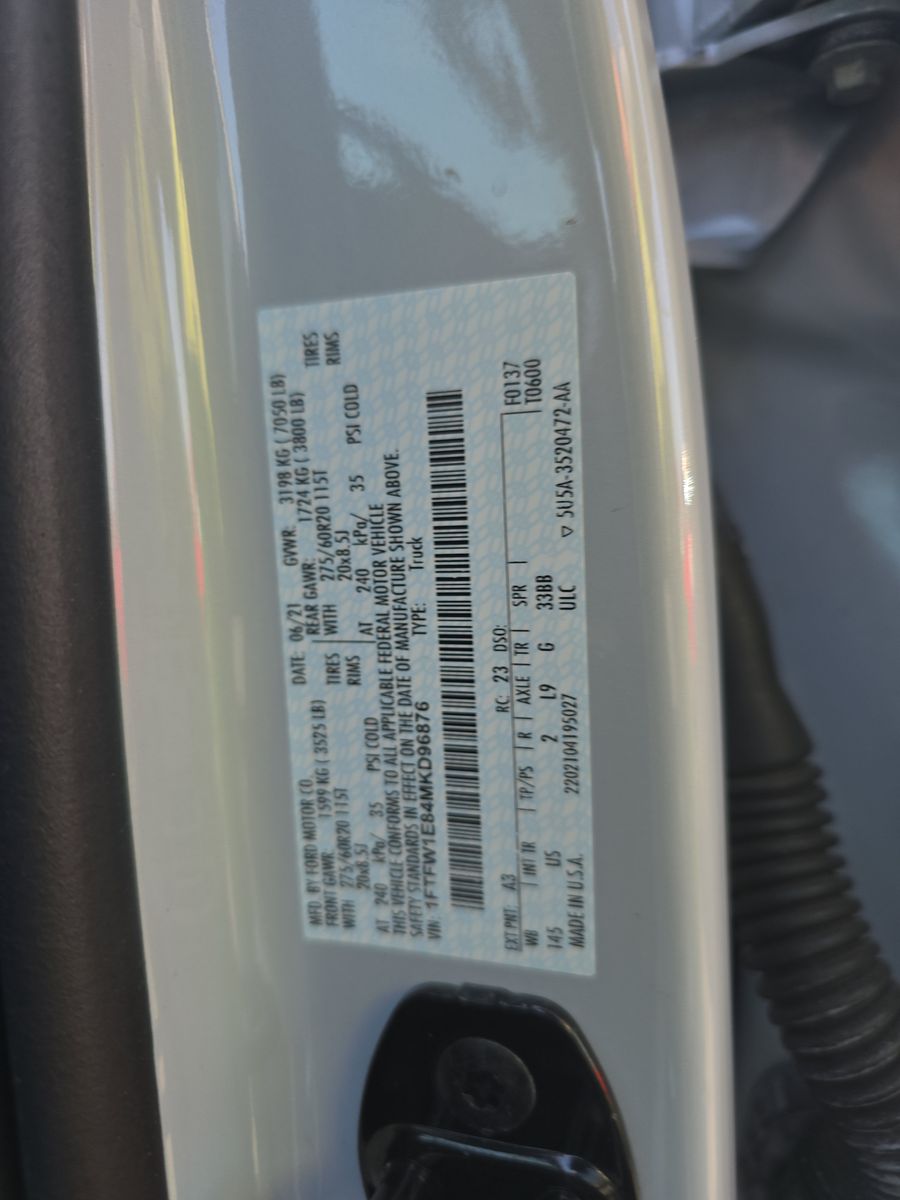 MFD. BY FORD MOTOR CO. DATE: 06/21 GVWR: 3198 KG ( 7050 LB)
FRONT GAWR: 1599 KG ( 3525 LB) REAR GAWR: 1724 KG ( 3800 LB)
WITH 275/60R20 115T TIRES WITH 275/60R20 115T TIRES
20x8.5J RIMS 20x8.5J RIMS
AT 240 kPa/ 35 PSI COLD AT 240 kPa/ 35 PSI COLD
THIS VEHICLE CONFORMS TO ALL APPLICABLE FEDERAL MOTOR VEHICLE
SAFETY STANDARDS IN EFFECT ON THE DATE OF MANUFACTURE SHOWN ABOVE.
VIN: 1FTFW1E84MKD96876 TYPE: Truck
F0137
EXT PNT: A3 RC: 23 DSO: T0600
WB INT TR TP/PS R AXLE TR SPR
145 US 2 L9 G 33BB
MADE IN U.S.A. 2202104195027 ULC ▽ 5U5A-3520472-AA